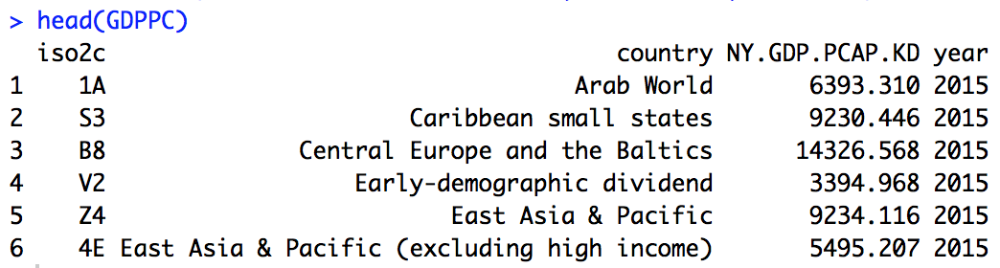 > head(GDPPC)
iso2c country NY.GDP.PCAP.KD year
1 1A Arab World 6393.310 2015
2 S3 Caribbean small states 9230.446 2015
3 B8 Central Europe and the Baltics 14326.568 2015
4 V2 Early-demographic dividend 3394.968 2015
5 Z4 East Asia & Pacific 9234.116 2015
6 4E East Asia & Pacific (excluding high income) 5495.207 2015